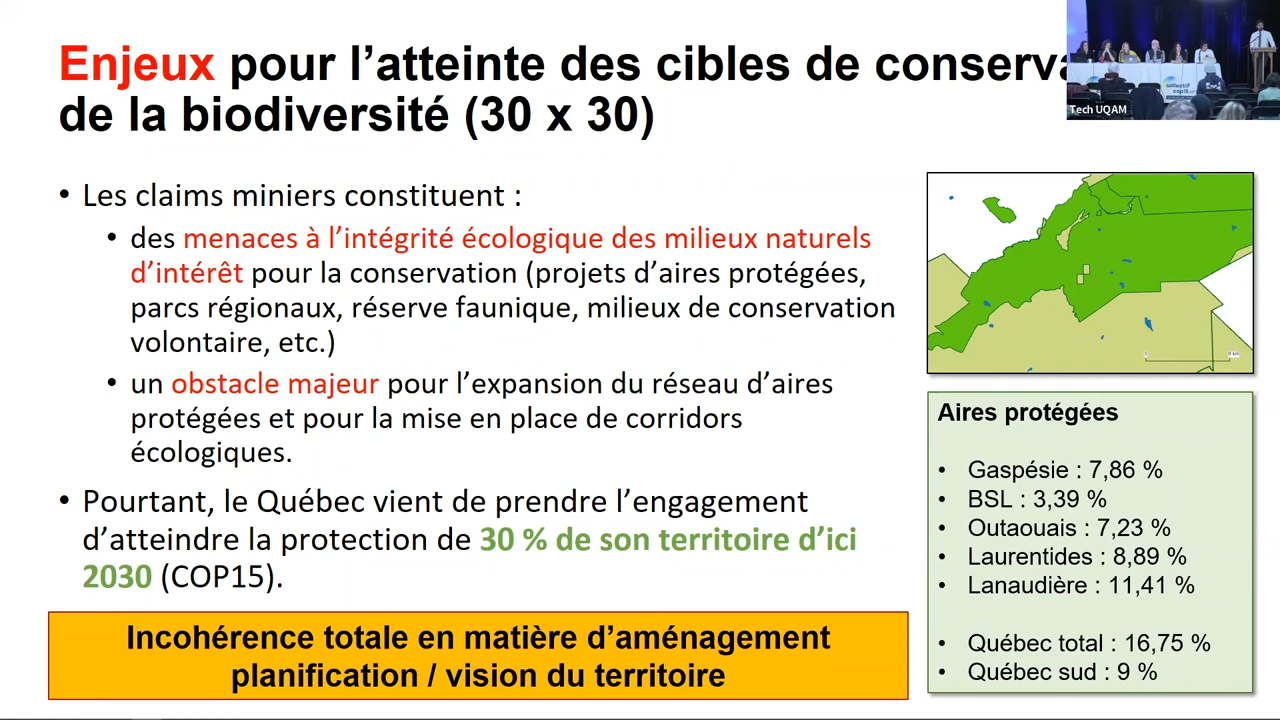 Enjeux pour l’atteinte des cibles de conserva
de la biodiversité (30 x 30)
Tech UQAM
collectif
cop15.org
• Les claims miniers constituent :
• des menaces à l’intégrité écologique des milieux naturels
d’intérêt pour la conservation (projets d’aires protégées,
parcs régionaux, réserve faunique, milieux de conservation
volontaire, etc.)
• un obstacle majeur pour l’expansion du réseau d’aires
protégées et pour la mise en place de corridors
écologiques.
• Pourtant, le Québec vient de prendre l’engagement
d’atteindre la protection de 30 % de son territoire d’ici
2030 (COP15).
Incohérence totale en matière d’aménagement
planification / vision du territoire
Aires protégées
• Gaspésie : 7,86 %
• BSL : 3,39 %
• Outaouais : 7,23 %
• Laurentides : 8,89 %
• Lanaudière : 11,41 %
• Québec total : 16,75 %
• Québec sud : 9 %